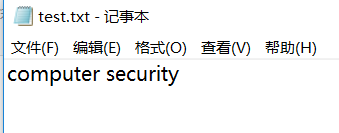 test.txt - 记事本
文件(F) 编辑(E) 格式(O) 查看(V) 帮助(H)
computer security